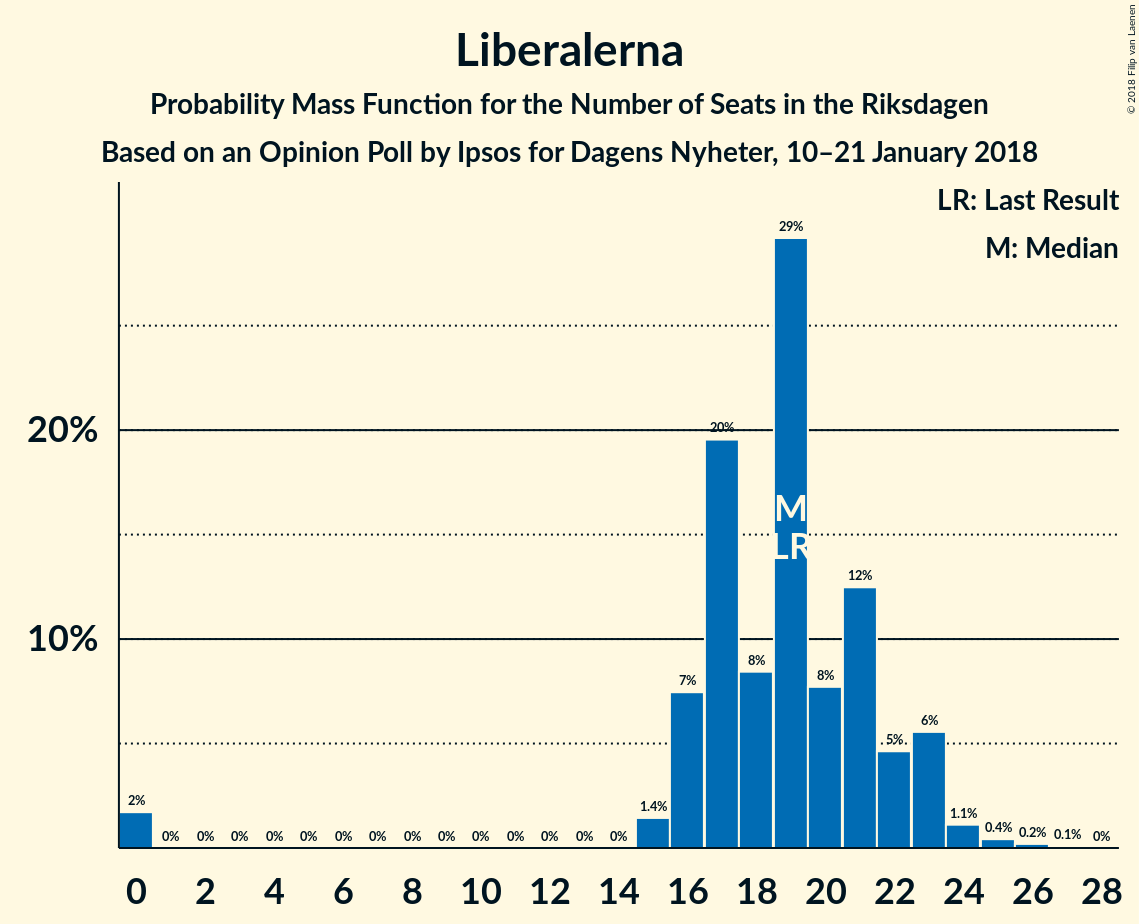 Liberalerna
Probability Mass Function for the Number of Seats in the Riksdagen
Based on an Opinion Poll by Ipsos for Dagens Nyheter, 10–21 January 2018
© 2018 Filip van Laenen
LR: Last Result
M: Median
20%
10%
2% 0% 0% 0% 0% 0% 0% 0% 0% 0% 0% 0% 0% 0% 0% 1.4% 7% 20% 8% 29% 8% 12% 5% 6% 1.1% 0.4% 0.2% 0.1% 0%
M
LR
0 2 4 6 8 10 12 14 16 18 20 22 24 26 28